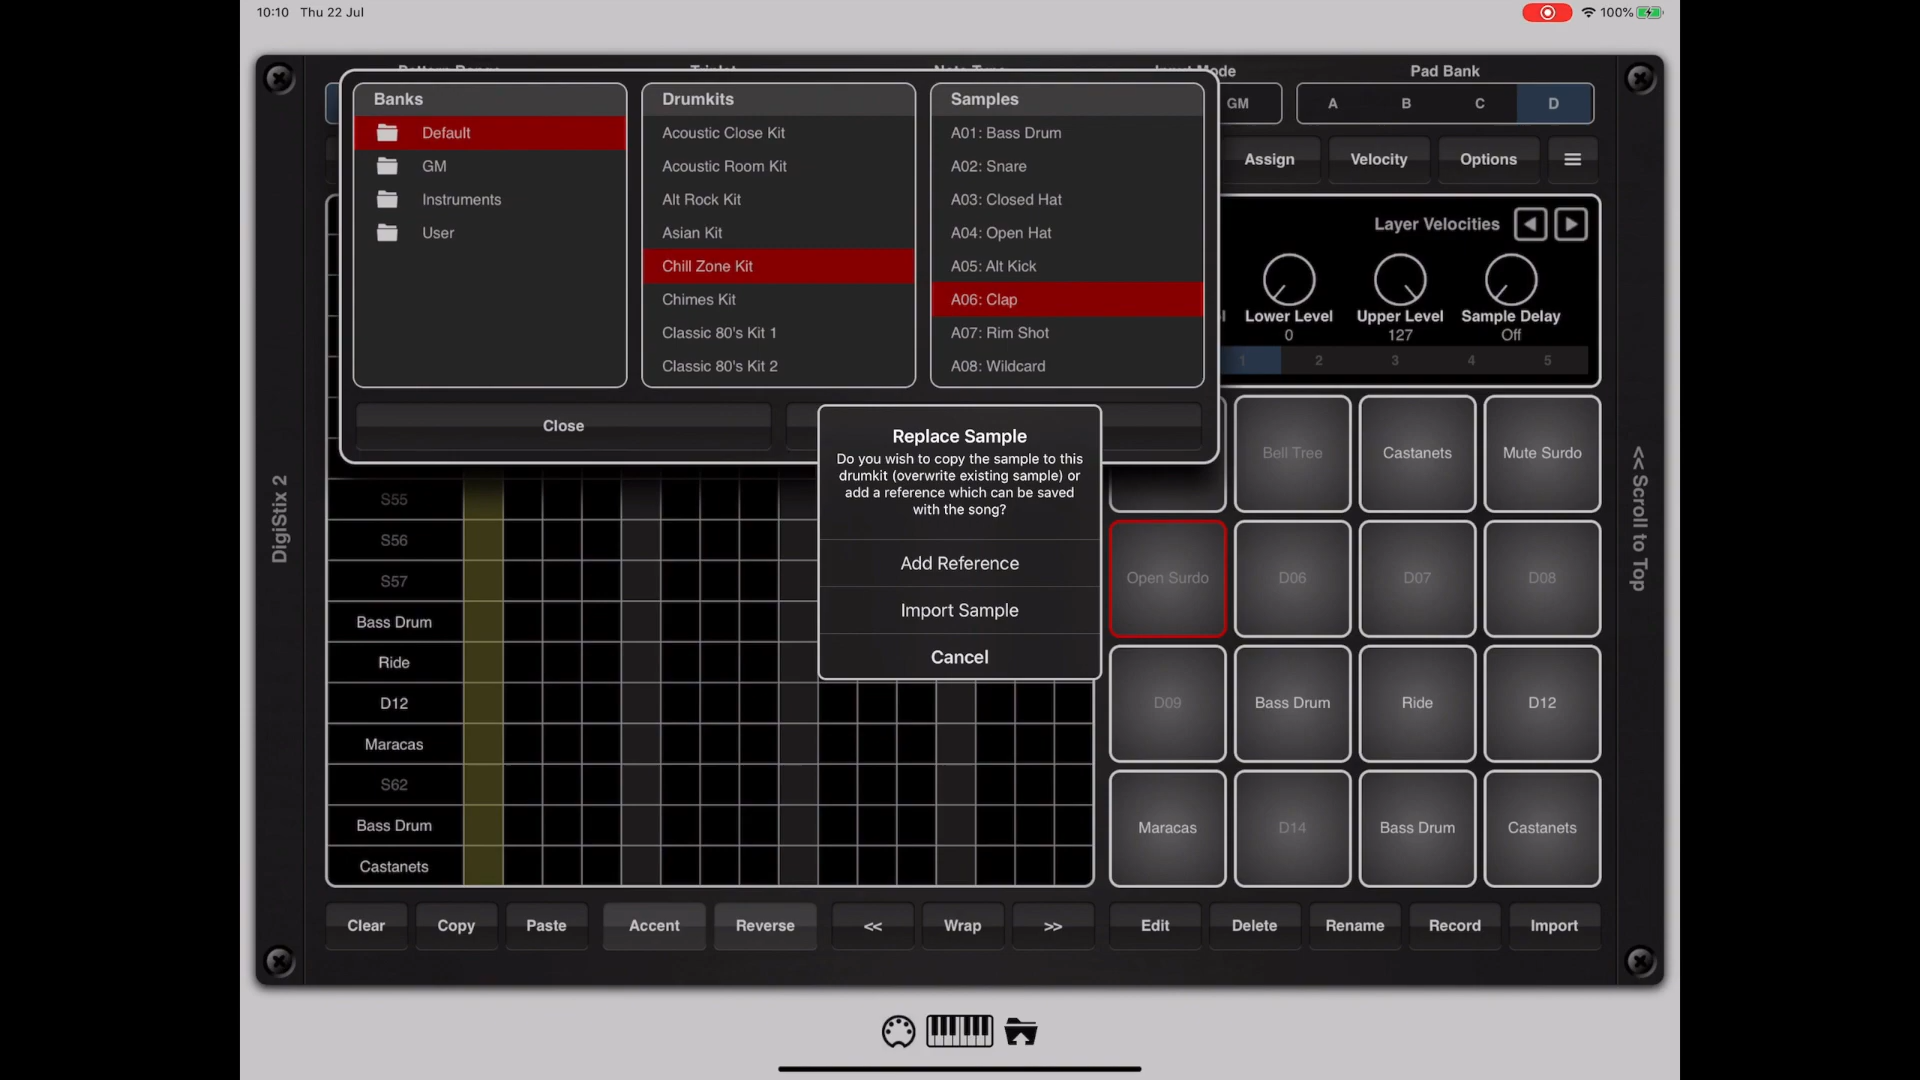 10:10 Thu 22 Jul
100%
Input Mode
Pad Bank
GM
A B C D
Assign
Velocity
Options
Banks
Default
GM
Instruments
User
Drumkits
Acoustic Close Kit
Acoustic Room Kit
Alt Rock Kit
Asian Kit
Chill Zone Kit
Chimes Kit
Classic 80's Kit 1
Classic 80's Kit 2
Samples
A01: Bass Drum
A02: Snare
A03: Closed Hat
A04: Open Hat
A05: Alt Kick
A06: Clap
A07: Rim Shot
A08: Wildcard
Close
Layer Velocities
Lower Level
0
Upper Level
127
Sample Delay
Off
1 2 3 4 5
Replace Sample
Do you wish to copy the sample to this
drumkit (overwrite existing sample) or
add a reference which can be saved
with the song?
Add Reference
Import Sample
Cancel
DigiStix 2
<< Scroll to Top
S55
S56
S57
Bass Drum
Ride
D12
Maracas
S62
Bass Drum
Castanets
Bell Tree
Castanets
Mute Surdo
Open Surdo
D06
D07
D08
D09
Bass Drum
Ride
D12
Maracas
D14
Bass Drum
Castanets
Clear
Copy
Paste
Accent
Reverse
<<
Wrap
>>
Edit
Delete
Rename
Record
Import